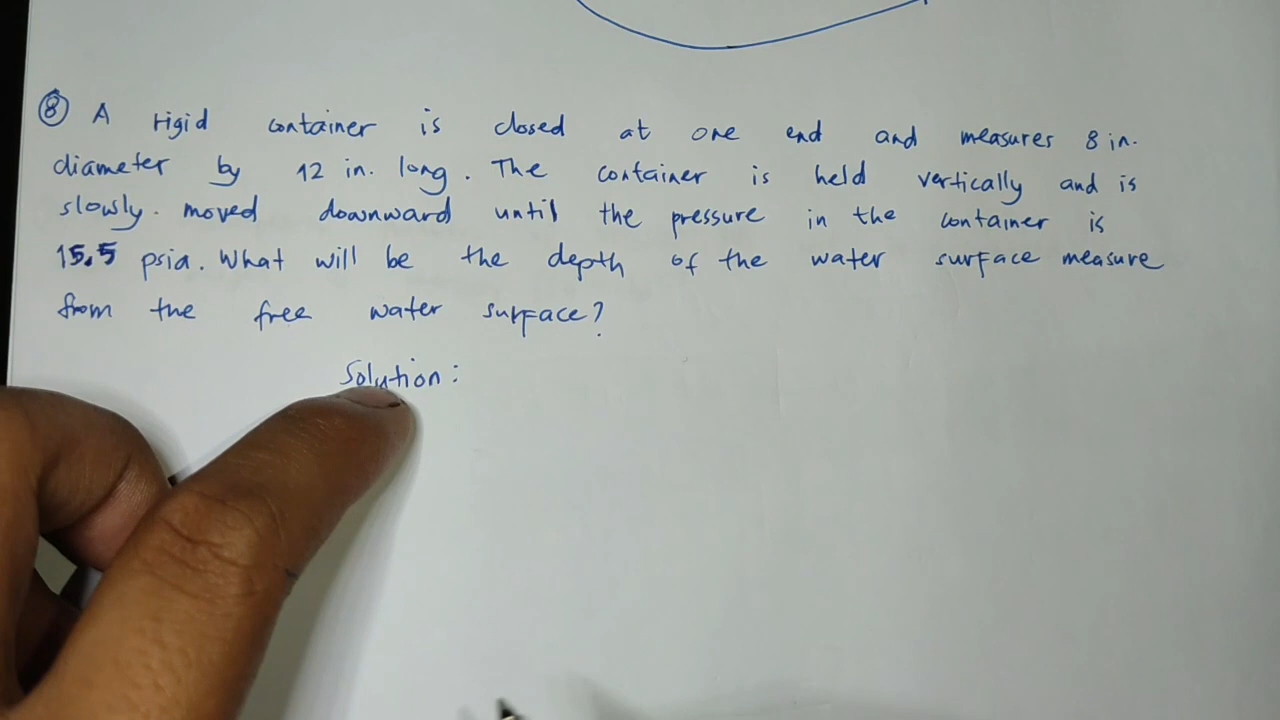 ⑧ A rigid container is closed at one end and measures 8 in.
diameter by 12 in. long. The container is held vertically and is
slowly. moved downward until the pressure in the container is
15.5 psia. What will be the depth of the water surface measure
from the free water surface?
Solution: